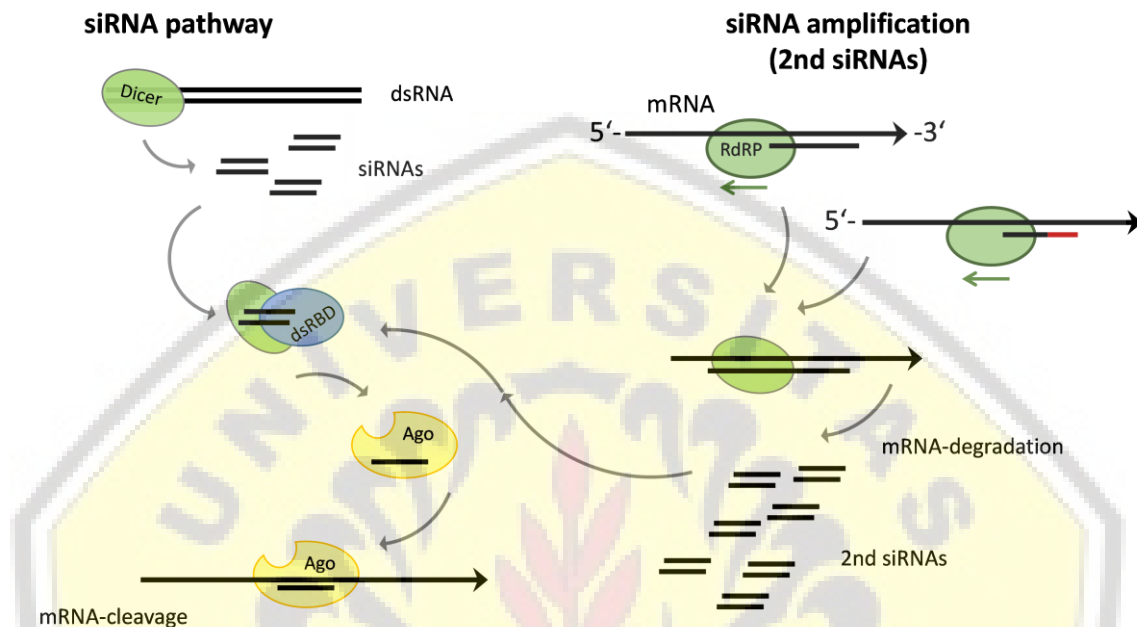 siRNA pathway
Dicer
dsRNA
siRNAs
dsRBD
Ago
Ago
mRNA-cleavage
siRNA amplification
(2nd siRNAs)
mRNA
5‘-
-3‘
RdRP
5‘-
mRNA-degradation
2nd siRNAs
UNIVERSITAS